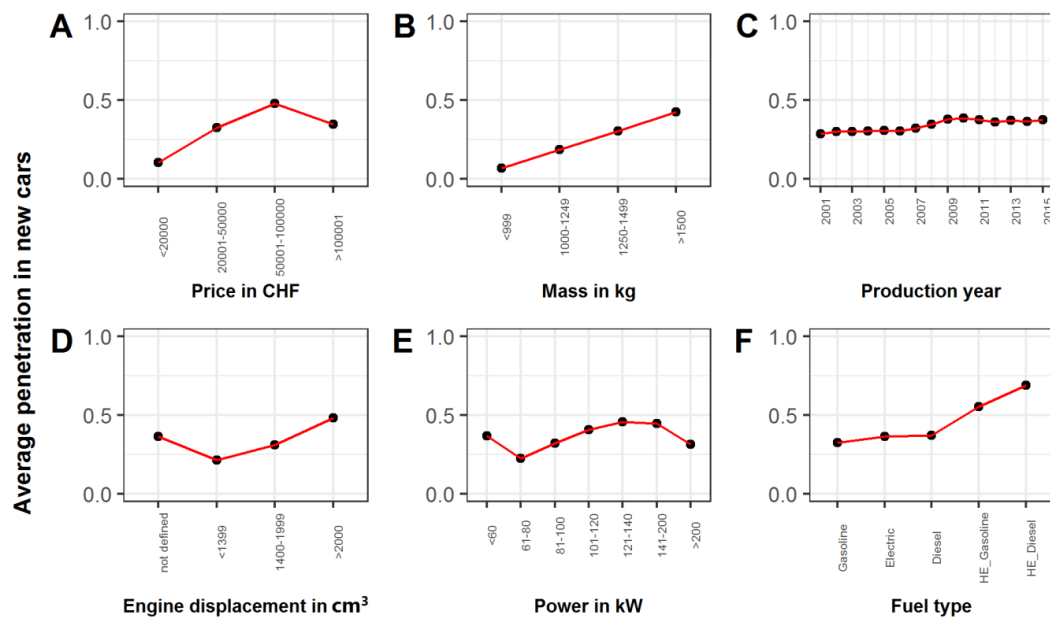 Average penetration in new cars
A
1.0
0.5
0.0
<20000
20001-50000
50001-1000000
>100001
Price in CHF
B
1.0
0.5
0.0
<999
1000-1249
1250-1499
>1500
Mass in kg
C
1.0
0.5
0.0
2001
2003
2005
2007
2009
2011
2013
2015
Production year
D
1.0
0.5
0.0
not defined
<1399
1400-1999
>2000
Engine displacement in cm³
E
1.0
0.5
0.0
<60
61-80
81-100
101-120
121-140
141-200
>200
Power in kW
F
1.0
0.5
0.0
Gasoline
Electric
Diesel
HE_Gasoline
HE_Diesel
Fuel type